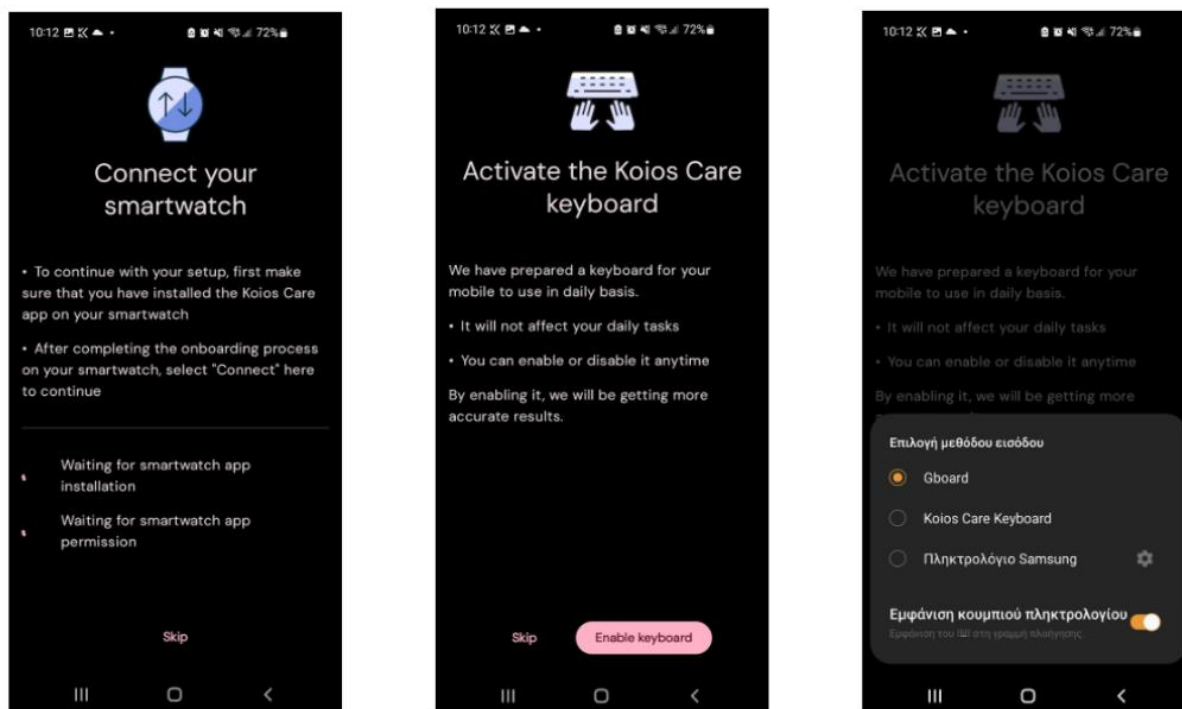 10:12
72%
Connect your
smartwatch
• To continue with your setup, first make
sure that you have installed the Koios Care
app on your smartwatch
• After completing the onboarding process
on your smartwatch, select "Connect" here
to continue
Waiting for smartwatch app
installation
Waiting for smartwatch app
permission
Skip
10:12
72%
Activate the Koios Care
keyboard
We have prepared a keyboard for your
mobile to use in daily basis.
• It will not affect your daily tasks
• You can enable or disable it anytime
By enabling it, we will be getting more
accurate results.
Skip
Enable keyboard
10:12
72%
Activate the Koios Care
keyboard
We have prepared a keyboard for your
mobile to use in daily basis.
• It will not affect your daily tasks
• You can enable or disable it anytime
By enabling it, we will be getting more
Επιλογή μεθόδου εισόδου
Gboard
Koios Care Keyboard
Πληκτρολόγιο Samsung
Εμφάνιση κουμπιού πληκτρολογίου
Εμφάνιση του στη γραμμή πλοήγησης